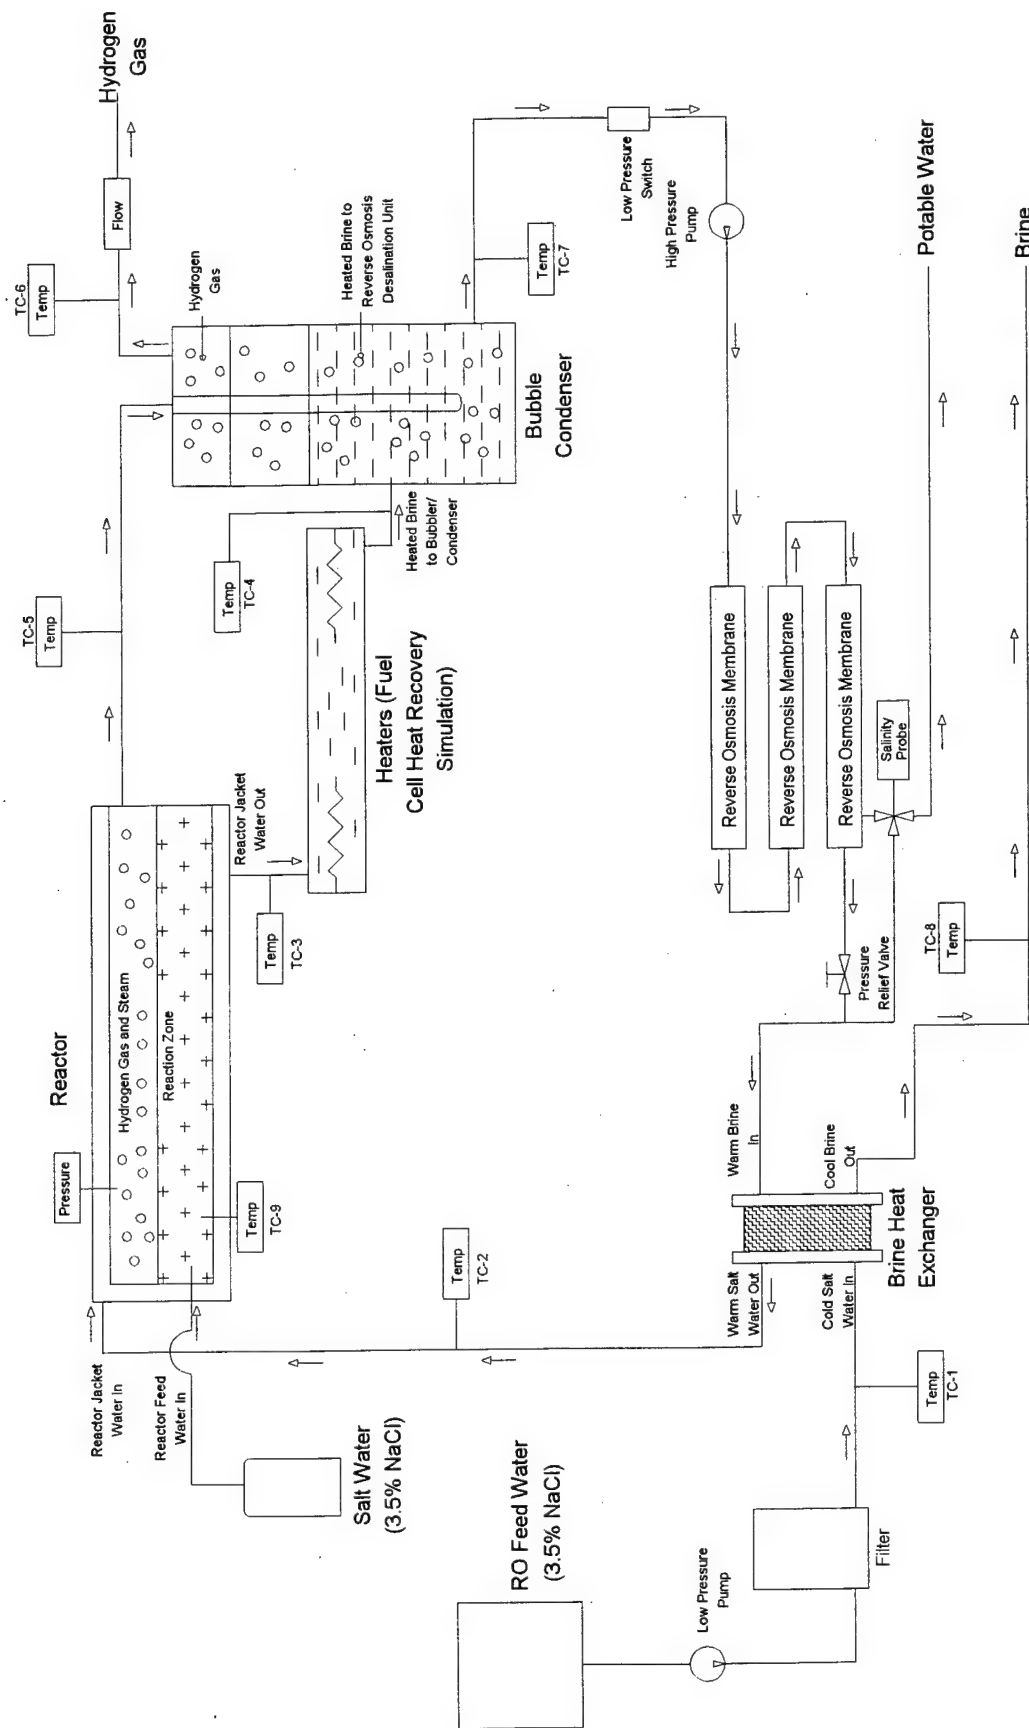 Hydrogen
Gas
Flow
TC-6
Temp
Hydrogen
Gas
Heated Brine to
Reverse Osmosis
Desalination Unit
Bubble
Condenser
Temp
TC-7
Low Pressure
Switch
High Pressure
Pump
Potable Water
Brine
TC-5
Temp
Temp
TC-4
Heated Brine
to Bubbler/
Condenser
Heaters (Fuel
Cell Heat Recovery
Simulation)
Reactor Jacket
Water Out
Temp
TC-3
Reactor
Pressure
Hydrogen Gas and Steam
Reaction Zone
Temp
TC-9
Reactor Jacket
Water In
Reactor Feed
Water In
Salt Water
(3.5% NaCl)
Temp
TC-2
Reverse Osmosis Membrane
Reverse Osmosis Membrane
Reverse Osmosis Membrane
Salinity
Probe
Pressure
Relief Valve
TC-8
Temp
Warm Brine
In
Cool Brine
Out
Warm Salt
Water Out
Cold Salt
Water In
Brine Heat
Exchanger
Temp
TC-1
RO Feed Water
(3.5% NaCl)
Low Pressure
Pump
Filter